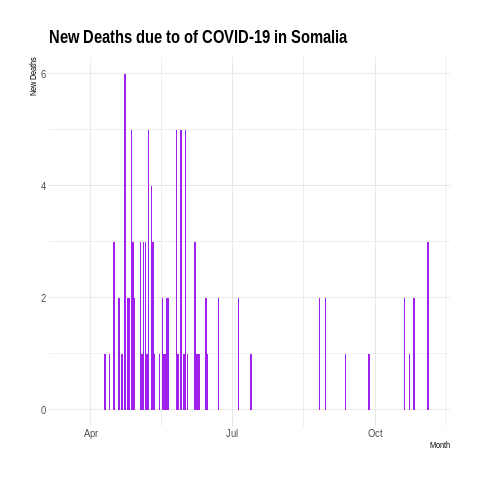 New Deaths due to of COVID-19 in Somalia
New Deaths
6
4
2
0
Apr
Jul
Oct
Month